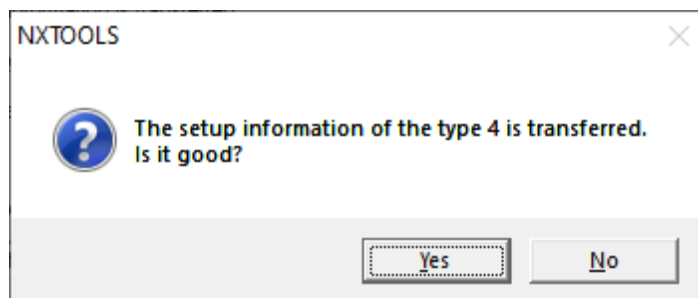 NXTOOLS
The setup information of the type 4 is transferred.
Is it good?
Yes
No